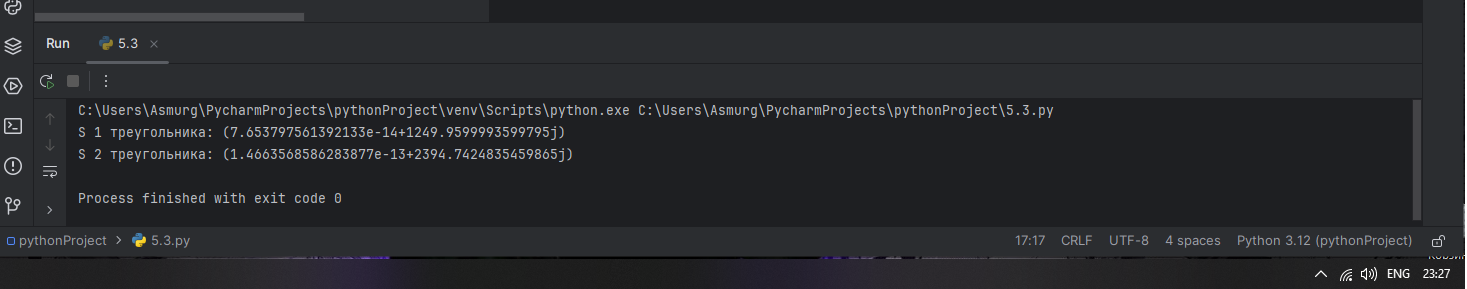 Run 5.3
C:\Users\Asmurg\PycharmProjects\pythonProject\venv\Scripts\python.exe C:\Users\Asmurg\PycharmProjects\pythonProject\5.3.py
S 1 треугольника: (7.653797561392133e-14+1249.9599993599795j)
S 2 треугольника: (1.4663568586283877e-13+2394.7424835459865j)
Process finished with exit code 0
pythonProject > 5.3.py 17:17 CRLF UTF-8 4 spaces Python 3.12 (pythonProject)
ENG 23:27